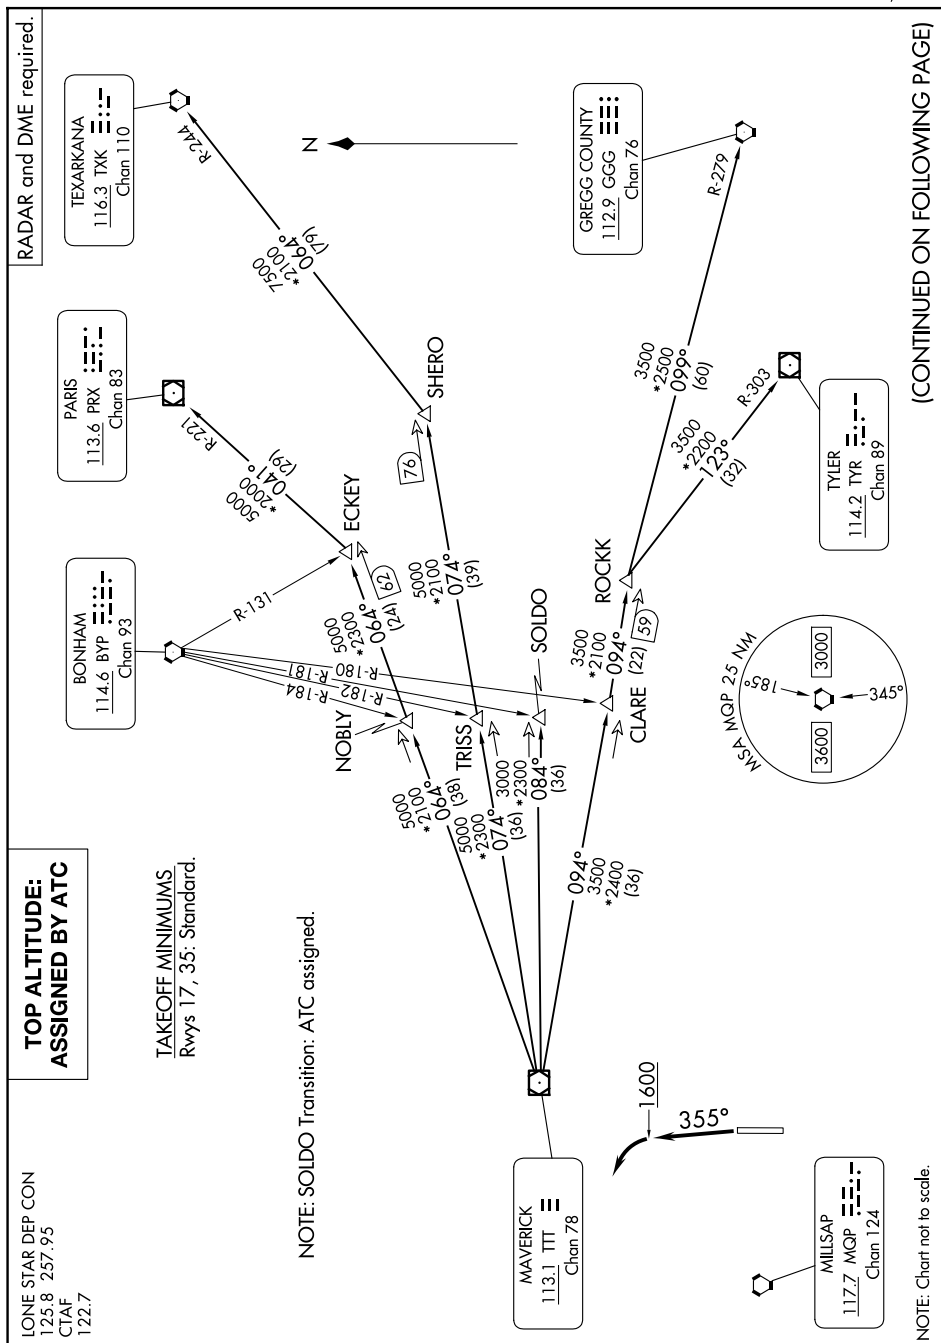 LONE STAR DEP CON
125.8 257.95
CTAF
122.7
TOP ALTITUDE:
ASSIGNED BY ATC
RADAR and DME required.
TAKEOFF MINIMUMS
Rwys 17, 35: Standard.
NOTE: SOLDO Transition: ATC assigned.
BONHAM
114.6 BYP
Chan 93
PARIS
113.6 PRX
Chan 83
TEXARKANA
116.3 TXK
Chan 110
R-131
R-184
R-181
R-182
R-180
R-221
R-244
N
5000
*2000
041°
(29)
7500
*2100
064°
(79)
NOBLY
ECKEY
5000
*2300
064°
(24)
62
5000
*2100
064°
(38)
TRISS
SHERO
5000
*2100
074°
(39)
76
5000
*2300
074°
(36)
SOLDO
3000
*2300
084°
(36)
CLARE
ROCKK
3500
*2100
094°
(22)
59
094°
3500
*2400
(36)
3500
*2500
099°
(60)
R-279
GREGG COUNTY
112.9 GGG
Chan 76
3500
*2200
123°
(32)
R-303
TYLER
114.2 TYR
Chan 89
MAVERICK
113.1 TTT
Chan 78
1600
355°
MILLSAP
117.7 MQP
Chan 124
MSA MQP 25 NM
185°
3000
3600
345°
NOTE: Chart not to scale.
(CONTINUED ON FOLLOWING PAGE)